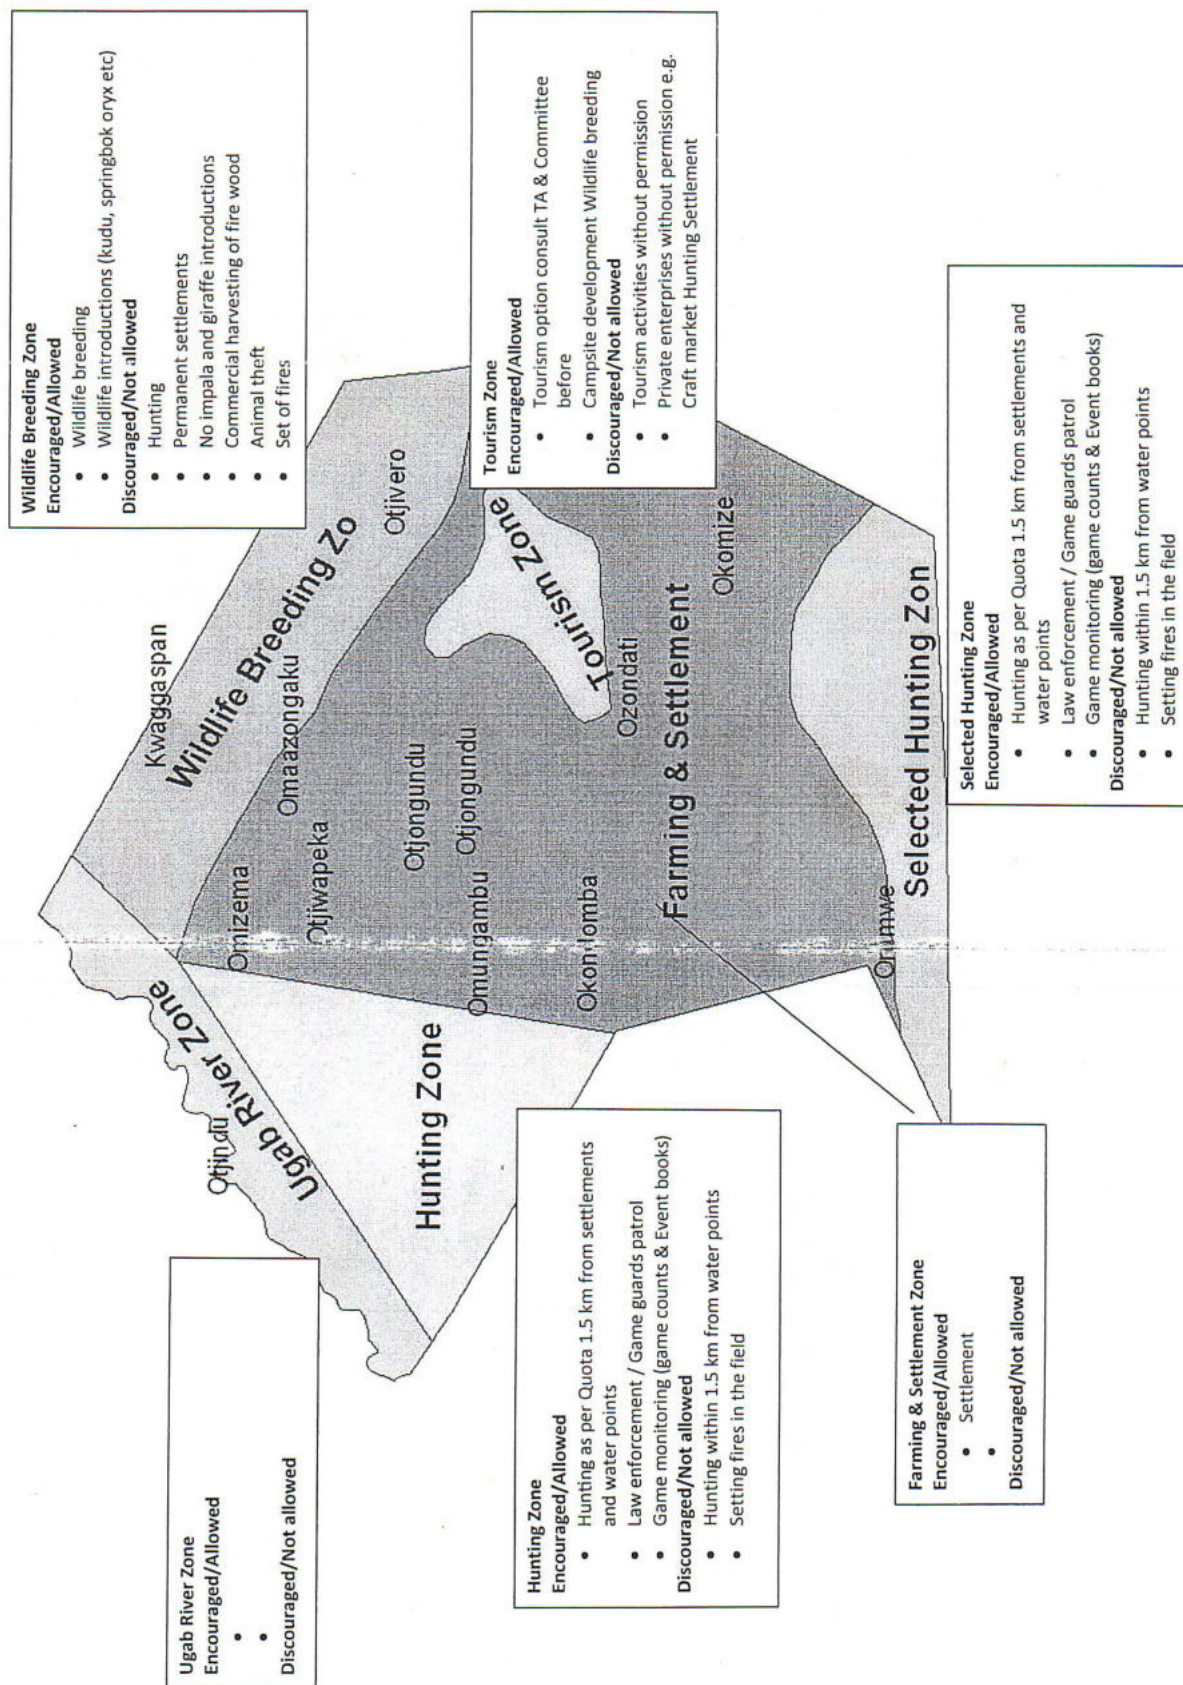 Ugab River Zone
Encouraged/Allowed
•
•
Discouraged/Not allowed
Wildlife Breeding Zone
Encouraged/Allowed
• Wildlife breeding
• Wildlife introductions (kudu, springbok oryx etc)
Discouraged/Not allowed
• Hunting
• Permanent settlements
• No impala and giraffe introductions
• Commercial harvesting of fire wood
• Animal theft
• Set of fires
Otjindu
Ugab River Zone
Kwaggaspan
Wildlife Breeding Zo
Omizema
Omaazongaku
Otjivero
Otjiwapeka
Hunting Zone
Otjongundu
Otjongundu
Omungambu
Tourism Zone
Okonlomba
Ozondati
Farming & Settlement
Okomize
Selected Hunting Zon
Hunting Zone
Encouraged/Allowed
• Hunting as per Quota 1.5 km from settlements
and water points
• Law enforcement / Game guards patrol
• Game monitoring (game counts & Event books)
Discouraged/Not allowed
• Hunting within 1.5 km from water points
• Setting fires in the field
Tourism Zone
Encouraged/Allowed
• Tourism option consult TA & Committee
before
• Campsite development Wildlife breeding
Discouraged/Not allowed
• Tourism activities without permission
• Private enterprises without permission e.g.
Craft market Hunting Settlement
Farming & Settlement Zone
Encouraged/Allowed
• Settlement
•
Discouraged/Not allowed
Selected Hunting Zone
Encouraged/Allowed
• Hunting as per Quota 1.5 km from settlements and
water points
• Law enforcement / Game guards patrol
• Game monitoring (game counts & Event books)
Discouraged/Not allowed
• Hunting within 1.5 km from water points
• Setting fires in the field